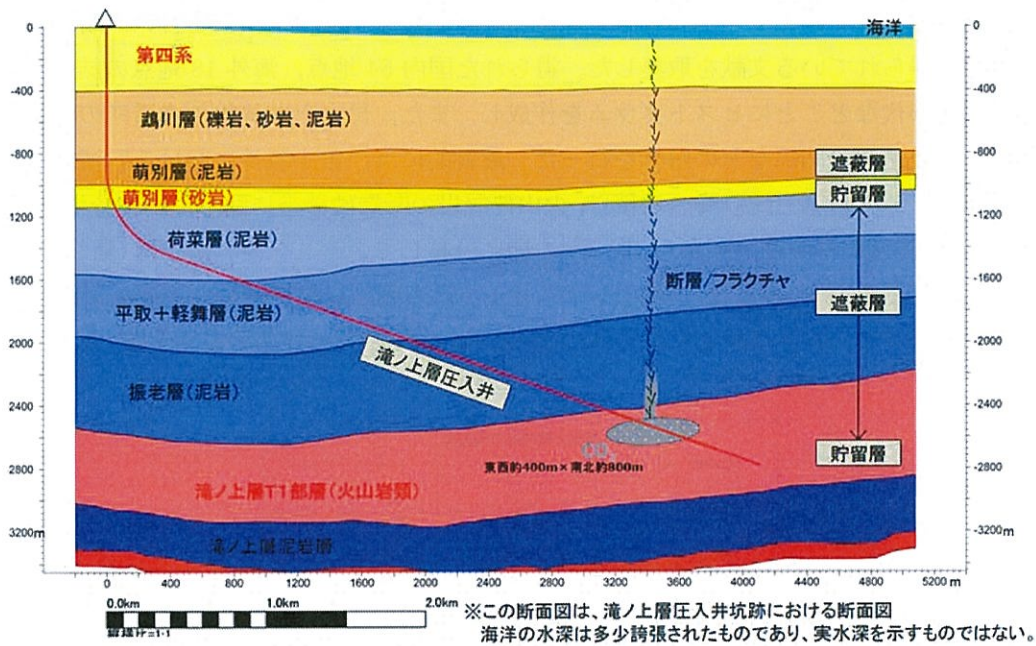 海洋
0
-400
-800
1200
1600
2000
2400
2800
3200m
0
-400
-800
-1200
-1600
-2000
-2400
-2800
-3200m
第四系
鵡川層(礫岩、砂岩、泥岩)
萌別層(泥岩)
遮蔽層
萌別層(砂岩)
貯留層
荷菜層(泥岩)
断層/フラクチャ
平取+軽舞層(泥岩)
遮蔽層
滝ノ上層圧入井
振老層(泥岩)
貯留層
東西約400m×南北約800m
滝ノ上層T1部層(火山岩類)
滝ノ上層泥岩層
0 400 800 1200 1600 2000 2400 2800 3200 3600 4000 4400 4800 5200 m
0.0km 1.0km 2.0km
縦横比=1:1
※この断面図は、滝ノ上層圧入井坑跡における断面図
海洋の水深は多少誇張されたものであり、実水深を示すものではない。